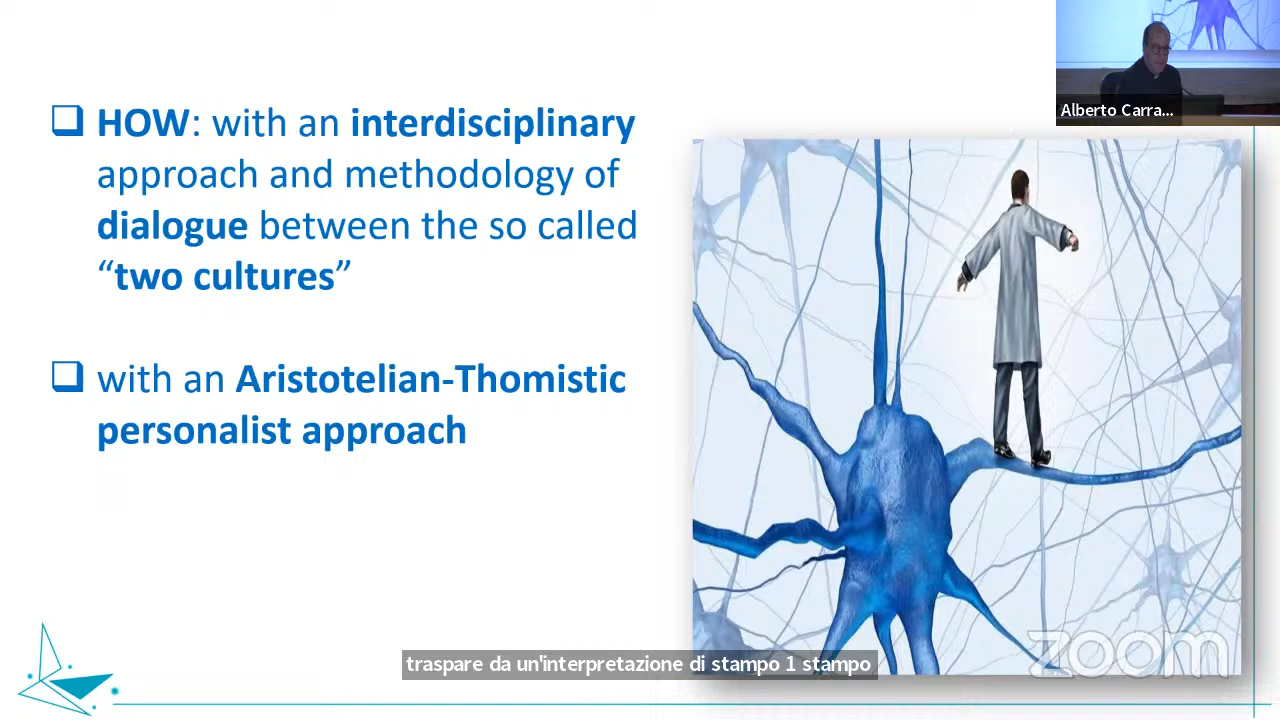 HOW: with an interdisciplinary
approach and methodology of
dialogue between the so called
“two cultures”
with an Aristotelian-Thomistic
personalist approach
Alberto Carra...
traspare da un'interpretazione di stampo 1 stampo
zoom